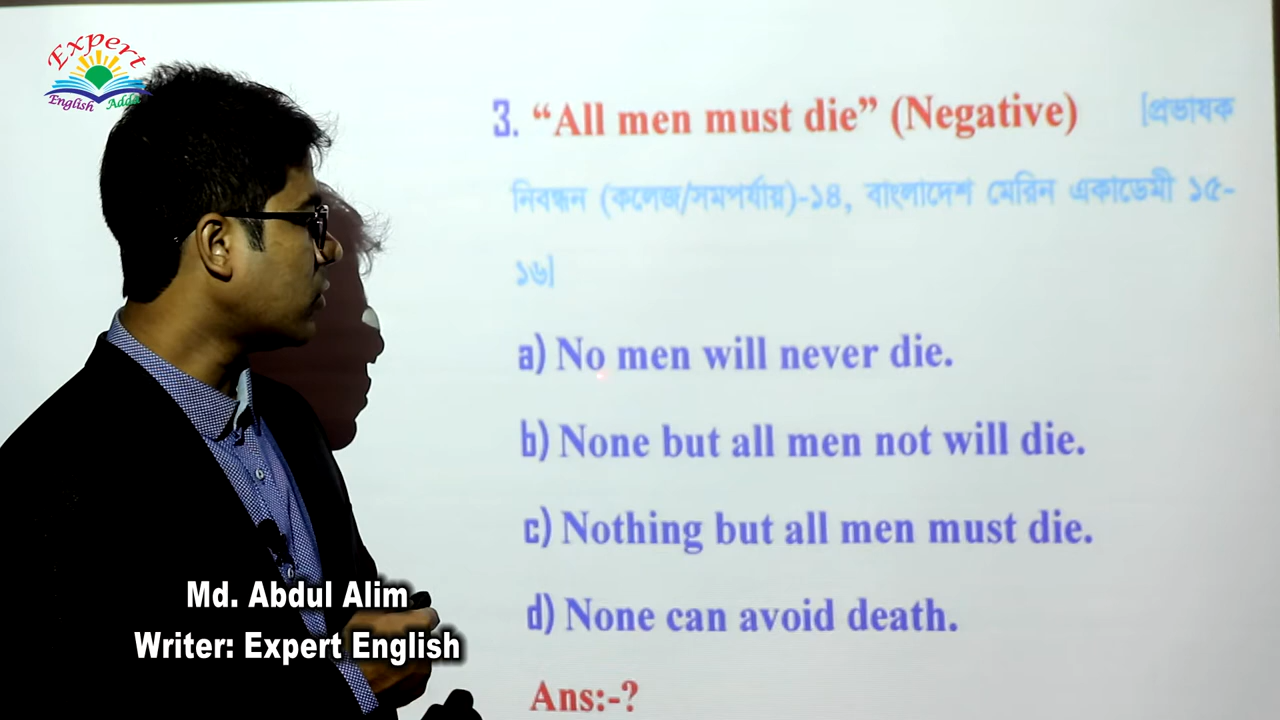 Expert
English Adda
3. “All men must die” (Negative) [প্রভাষক
নিবন্ধন (কলেজ/সমপর্যায়)-১৪, বাংলাদেশ মেরিন একাডেমী ১৫-
১৬]
a) No men will never die.
b) None but all men not will die.
c) Nothing but all men must die.
d) None can avoid death.
Ans:-?
Md. Abdul Alim
Writer: Expert English